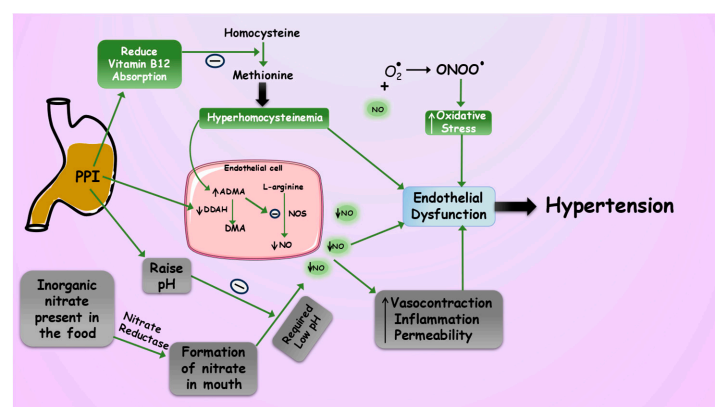 Homocysteine
Reduce
Vitamin B12
Absorption
Methionine
O2• → ONOO•
+
NO
Hyperhomocysteinemia
↑Oxidative
Stress
PPI
Endothelial cell
↑ADMA
L-arginine
↓DDAH
NOS
DMA
↓NO
↓NO
↓NO
↓NO
Endothelial
Dysfunction
Hypertension
Raise
pH
Inorganic
nitrate
present in
the food
Nitrate
Reductase
Formation
of nitrate
in mouth
Required
Low pH
↑Vasocontraction
Inflammation
Permeability